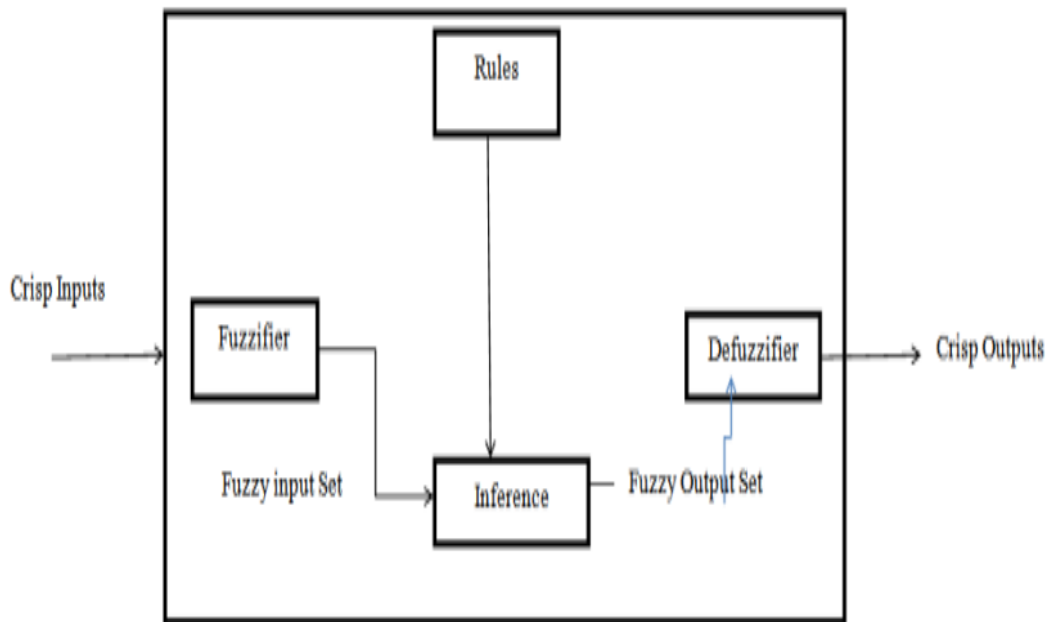 Rules
Crisp Inputs
Fuzzifier
Defuzzifier
Crisp Outputs
Fuzzy input Set
Inference
Fuzzy Output Set